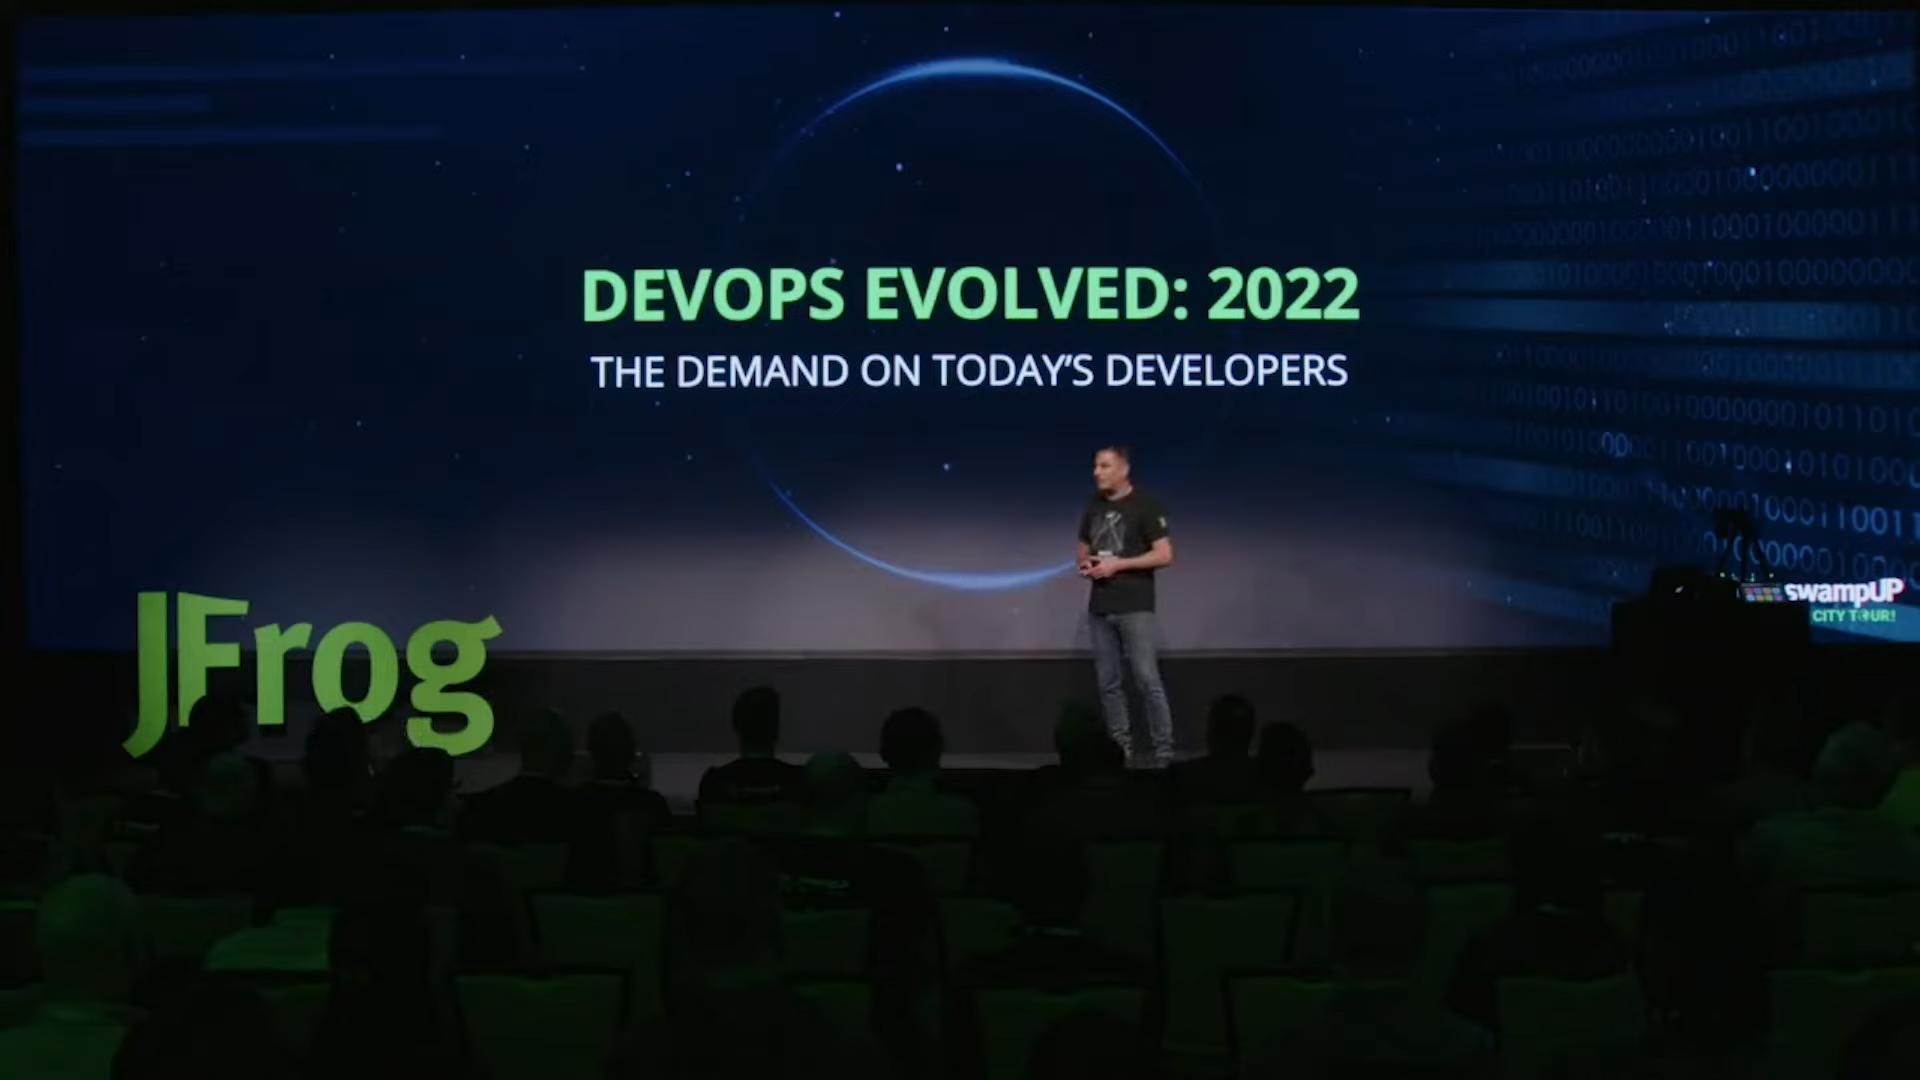 DEVOPS EVOLVED: 2022
THE DEMAND ON TODAY'S DEVELOPERS
JFrog
swampUP
CITY TOUR!